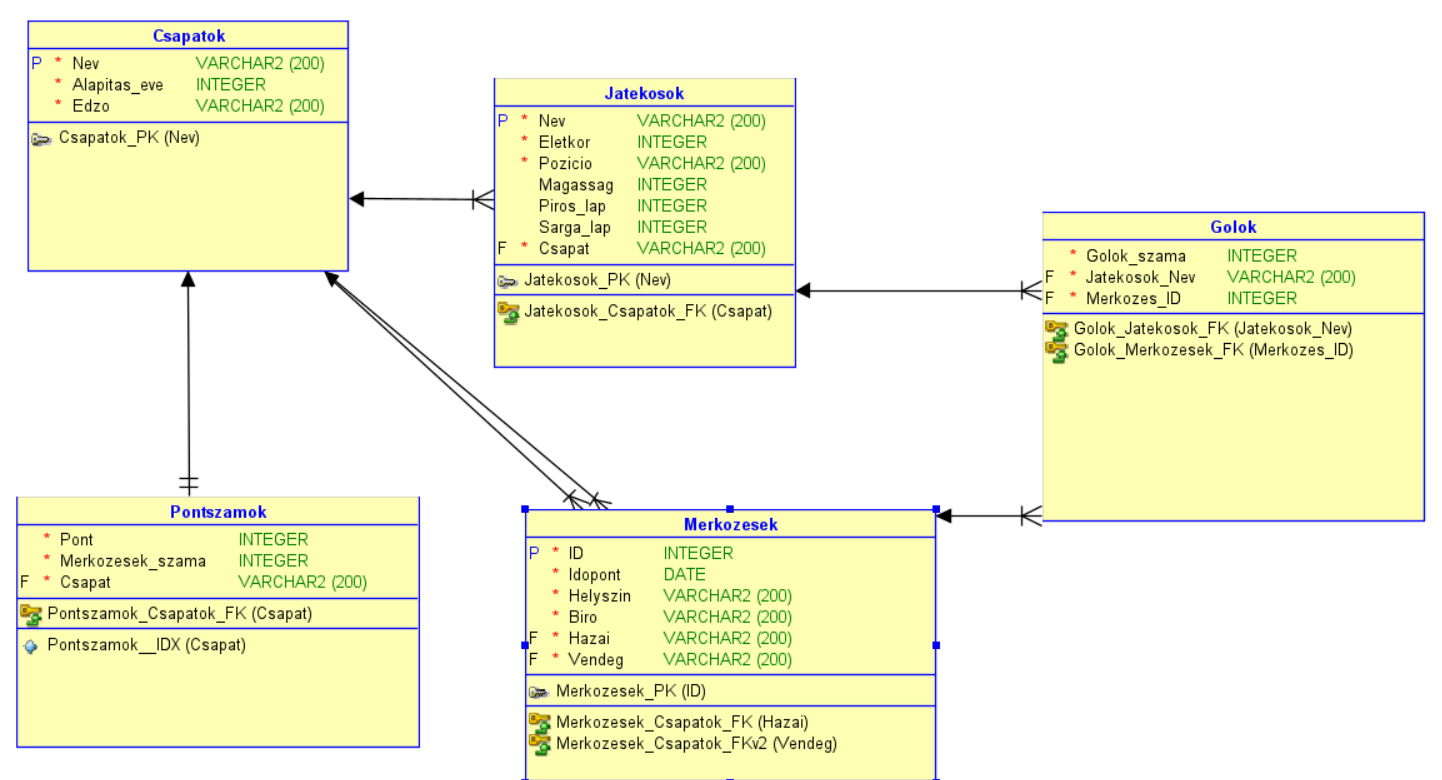 Csapatok
P * Nev VARCHAR2 (200)
* Alapitas_eve INTEGER
* Edzo VARCHAR2 (200)
Csapatok_PK (Nev)
Jatekosok
P * Nev VARCHAR2 (200)
* Eletkor INTEGER
* Pozicio VARCHAR2 (200)
Magassag INTEGER
Piros_lap INTEGER
Sarga_lap INTEGER
F * Csapat VARCHAR2 (200)
Jatekosok_PK (Nev)
Jatekosok_Csapatok_FK (Csapat)
Golok
* Golok_szama INTEGER
F * Jatekosok_Nev VARCHAR2 (200)
F * Merkozes_ID INTEGER
Golok_Jatekosok_FK (Jatekosok_Nev)
Golok_Merkozesek_FK (Merkozes_ID)
Pontszamok
* Pont INTEGER
* Merkozesek_szama INTEGER
F * Csapat VARCHAR2 (200)
Pontszamok_Csapatok_FK (Csapat)
Pontszamok__IDX (Csapat)
Merkozesek
P * ID INTEGER
* Idopont DATE
* Helyszin VARCHAR2 (200)
* Biro VARCHAR2 (200)
F * Hazai VARCHAR2 (200)
F * Vendeg VARCHAR2 (200)
Merkozesek_PK (ID)
Merkozesek_Csapatok_FK (Hazai)
Merkozesek_Csapatok_FKv2 (Vendeg)